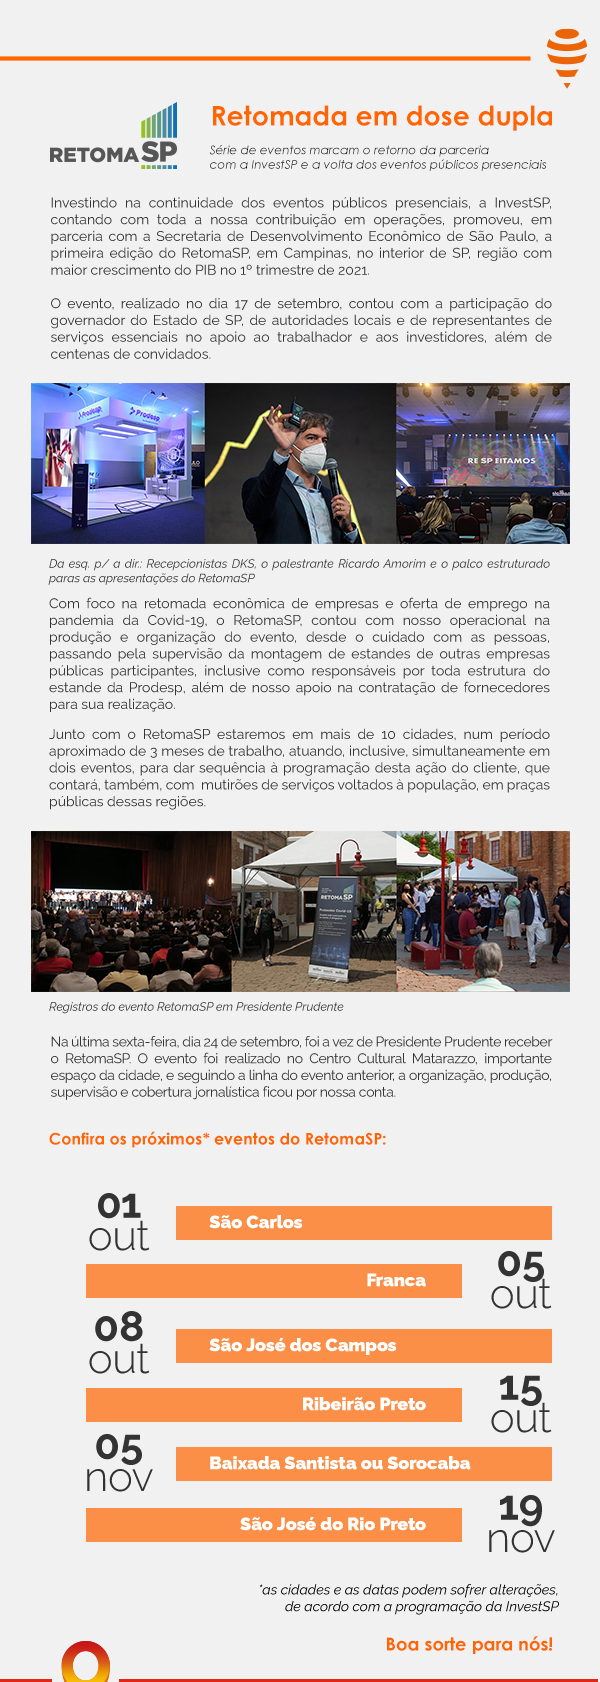 Retomada em dose dupla
RETOMA SP
Série de eventos marcam o retorno da parceria
com a InvestSP e a volta dos eventos públicos presenciais
Investindo na continuidade dos eventos públicos presenciais, a InvestSP,
contando com toda a nossa contribuição em operações, promoveu, em
parceria com a Secretaria de Desenvolvimento Econômico de São Paulo, a
primeira edição do RetomaSP, em Campinas, no interior de SP, região com
maior crescimento do PIB no 1º trimestre de 2021.
O evento, realizado no dia 17 de setembro, contou com a participação do
governador do Estado de SP, de autoridades locais e de representantes de
serviços essenciais no apoio ao trabalhador e aos investidores, além de
centenas de convidados.
Prodesp
Prodesp
RE SP EITAMOS
Da esq. p/ a dir.: Recepcionistas DKS, o palestrante Ricardo Amorim e o palco estruturado
paras as apresentações do RetomaSP
Com foco na retomada econômica de empresas e oferta de emprego na
pandemia da Covid-19, o RetomaSP, contou com nosso operacional na
produção e organização do evento, desde o cuidado com as pessoas,
passando pela supervisão da montagem de estandes de outras empresas
públicas participantes, inclusive como responsáveis por toda estrutura do
estande da Prodesp, além de nosso apoio na contratação de fornecedores
para sua realização.
Junto com o RetomaSP estaremos em mais de 10 cidades, num período
aproximado de 3 meses de trabalho, atuando, inclusive, simultaneamente em
dois eventos, para dar sequência à programação desta ação do cliente, que
contará, também, com mutirões de serviços voltados à população, em praças
públicas dessas regiões.
RETOMA SP
Registros do evento RetomaSP em Presidente Prudente
Na última sexta-feira, dia 24 de setembro, foi a vez de Presidente Prudente receber
o RetomaSP. O evento foi realizado no Centro Cultural Matarazzo, importante
espaço da cidade, e seguindo a linha do evento anterior, a organização, produção,
supervisão e cobertura jornalística ficou por nossa conta.
Confira os próximos* eventos do RetomaSP:
01
out
São Carlos
Franca
05
out
08
out
São José dos Campos
Ribeirão Preto
15
out
05
nov
Baixada Santista ou Sorocaba
São José do Rio Preto
19
nov
*as cidades e as datas podem sofrer alterações,
de acordo com a programação da InvestSP
Boa sorte para nós!